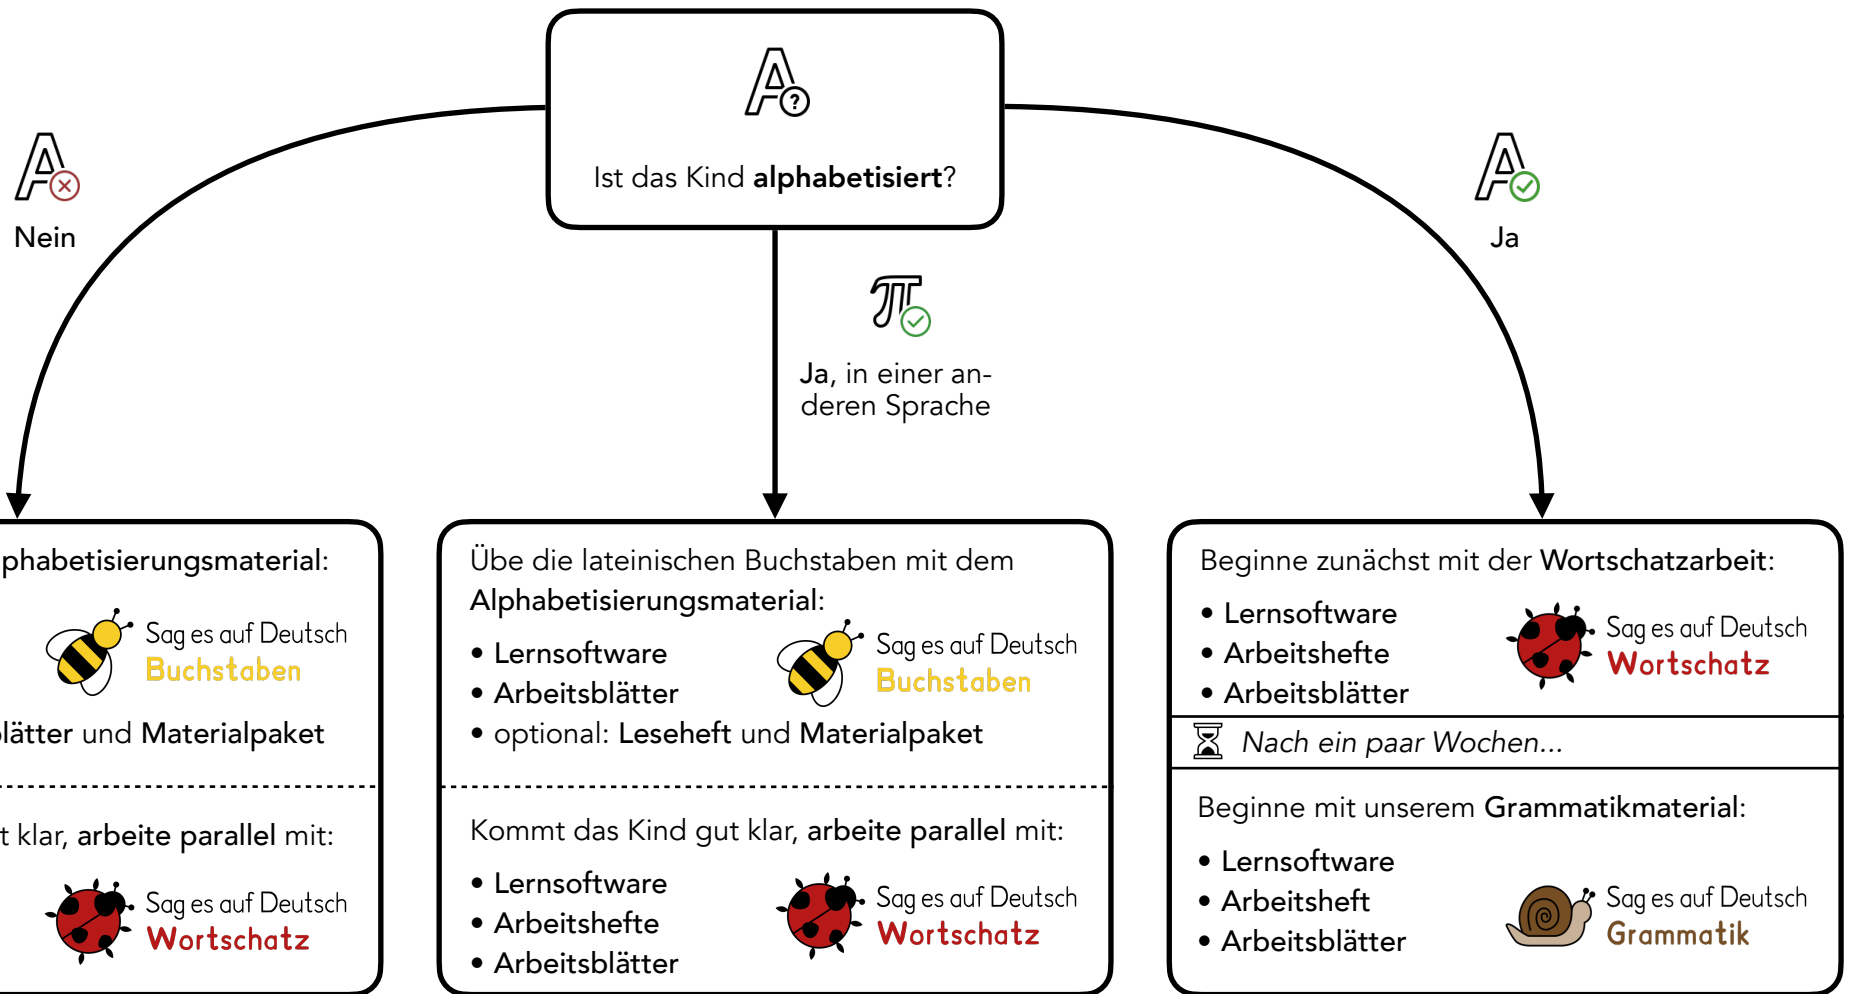 Ist das Kind alphabetisiert?
Nein
Ja
Ja, in einer an-
deren Sprache
phabetisierungsmaterial:
Sag es auf Deutsch
Buchstaben
lätter und Materialpaket
t klar, arbeite parallel mit:
Sag es auf Deutsch
Wortschatz
Übe die lateinischen Buchstaben mit dem
Alphabetisierungsmaterial:
• Lernsoftware
• Arbeitsblätter
• optional: Leseheft und Materialpaket
Sag es auf Deutsch
Buchstaben
Kommt das Kind gut klar, arbeite parallel mit:
• Lernsoftware
• Arbeitshefte
• Arbeitsblätter
Sag es auf Deutsch
Wortschatz
Beginne zunächst mit der Wortschatzarbeit:
• Lernsoftware
• Arbeitshefte
• Arbeitsblätter
Sag es auf Deutsch
Wortschatz
Nach ein paar Wochen...
Beginne mit unserem Grammatikmaterial:
• Lernsoftware
• Arbeitsheft
• Arbeitsblätter
Sag es auf Deutsch
Grammatik